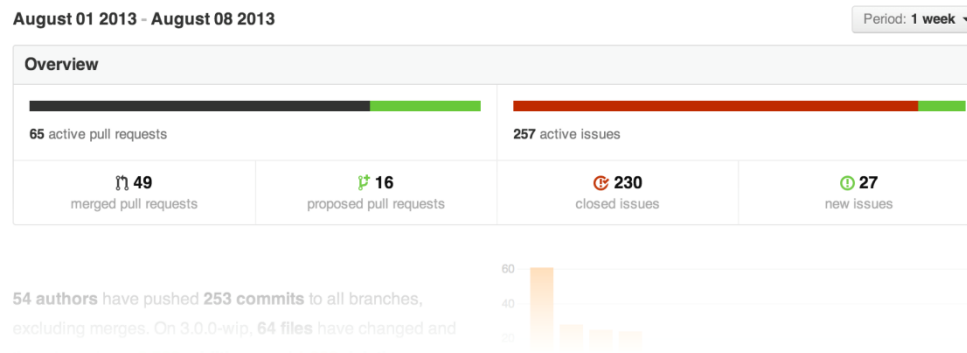 August 01 2013 - August 08 2013
Period: 1 week
Overview
65 active pull requests
257 active issues
49
merged pull requests
16
proposed pull requests
230
closed issues
27
new issues
60
54 authors have pushed 253 commits to all branches,
40
excluding merges. On 3.0.0-wip, 64 files have changed and
20